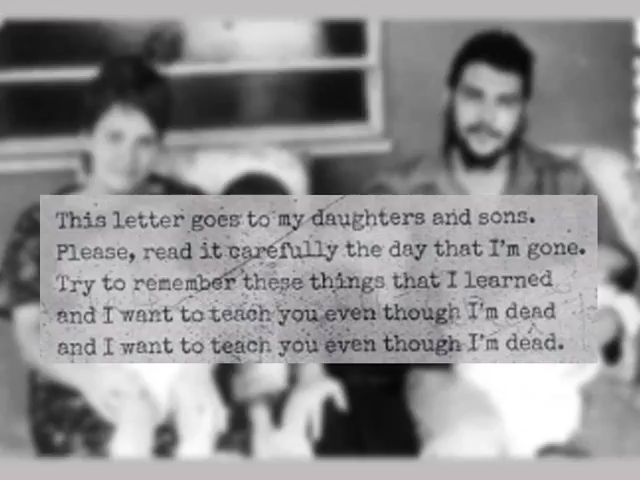 This letter goes to my daughters and sons.
Please, read it carefully the day that I'm gone.
Try to remember these things that I learned
and I want to teach you even though I'm dead
and I want to teach you even though I'm dead.